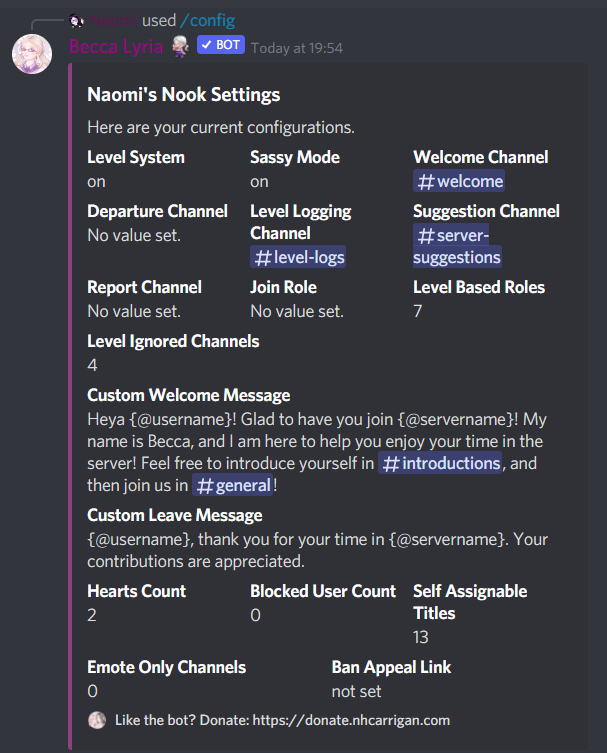 used /config
Becca Lyria ✓ BOT Today at 19:54
Naomi's Nook Settings
Here are your current configurations.
Level System Sassy Mode Welcome Channel
on on #welcome
Departure Channel Level Logging Channel Suggestion Channel
No value set. #level-logs #server-suggestions
Report Channel Join Role Level Based Roles
No value set. No value set. 7
Level Ignored Channels
4
Custom Welcome Message
Heya {@username}! Glad to have you join {@servername}! My
name is Becca, and I am here to help you enjoy your time in the
server! Feel free to introduce yourself in #introductions, and
then join us in #general!
Custom Leave Message
{@username}, thank you for your time in {@servername}. Your
contributions are appreciated.
Hearts Count Blocked User Count Self Assignable Titles
2 0 13
Emote Only Channels Ban Appeal Link
0 not set
Like the bot? Donate: https://donate.nhcarrigan.com